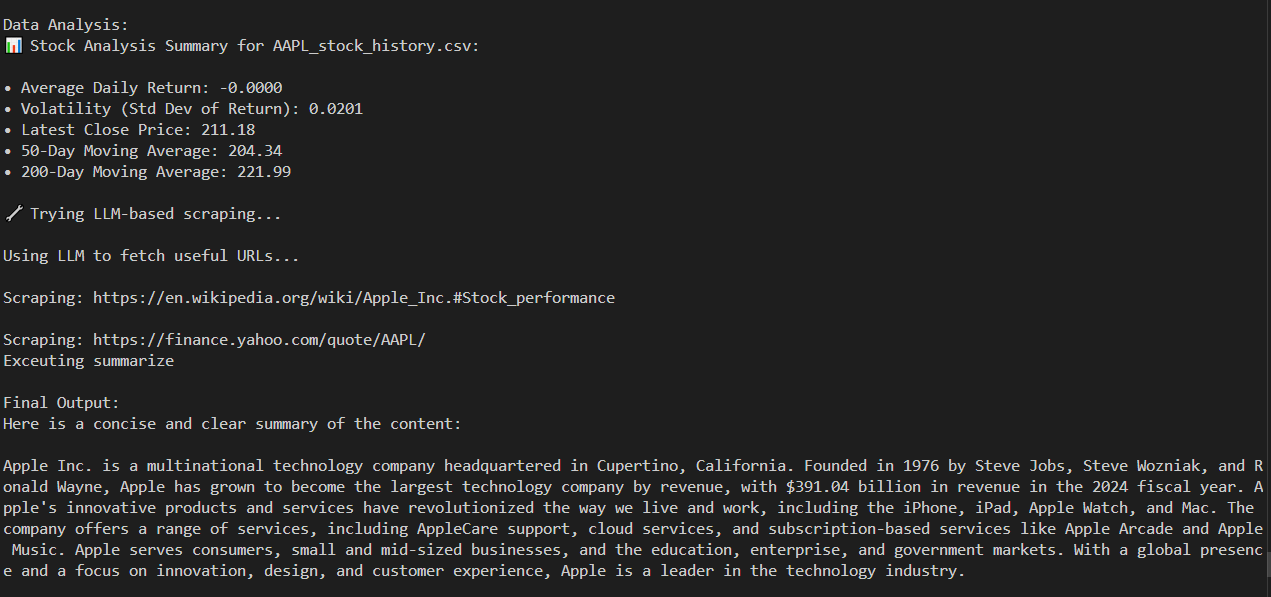 Data Analysis:
📊 Stock Analysis Summary for AAPL_stock_history.csv:
• Average Daily Return: -0.0000
• Volatility (Std Dev of Return): 0.0201
• Latest Close Price: 211.18
• 50-Day Moving Average: 204.34
• 200-Day Moving Average: 221.99
🔧 Trying LLM-based scraping...
Using LLM to fetch useful URLs...
Scraping: https://en.wikipedia.org/wiki/Apple_Inc.#Stock_performance
Scraping: https://finance.yahoo.com/quote/AAPL/
Exceuting summarize
Final Output:
Here is a concise and clear summary of the content:
Apple Inc. is a multinational technology company headquartered in Cupertino, California. Founded in 1976 by Steve Jobs, Steve Wozniak, and R
onald Wayne, Apple has grown to become the largest technology company by revenue, with $391.04 billion in revenue in the 2024 fiscal year. A
pple's innovative products and services have revolutionized the way we live and work, including the iPhone, iPad, Apple Watch, and Mac. The
company offers a range of services, including AppleCare support, cloud services, and subscription-based services like Apple Arcade and Apple
 Music. Apple serves consumers, small and mid-sized businesses, and the education, enterprise, and government markets. With a global presenc
e and a focus on innovation, design, and customer experience, Apple is a leader in the technology industry.